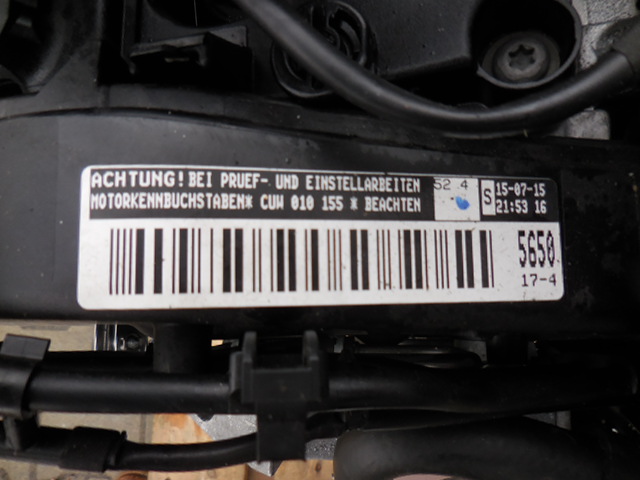 ACHTUNG! BEI PRUEF- UND EINSTELLARBEITEN
MOTORKENNBUCHSTABEN* CUW 010 155 * BEACHTEN
52 4
S
15-07-15
21:53 16
5650
17-4